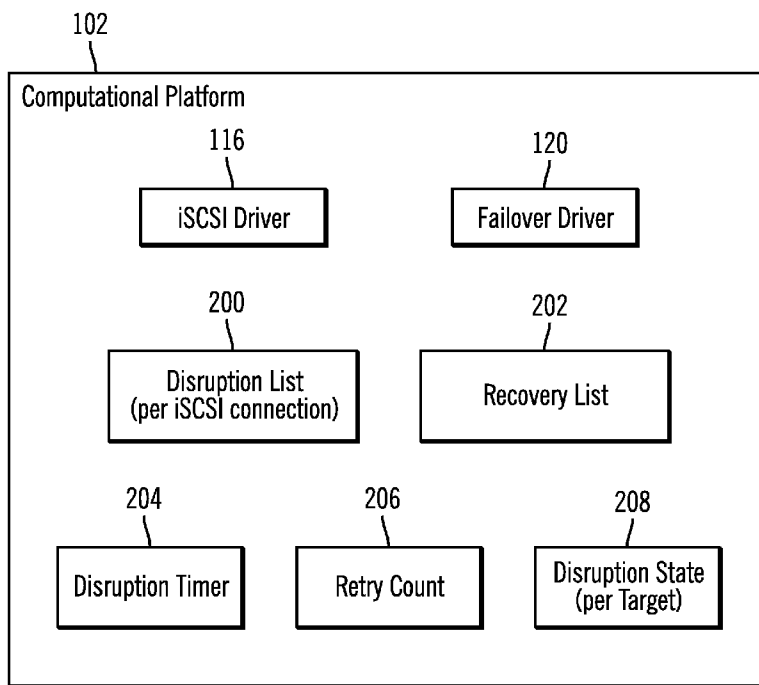 102
Computational Platform
116
120
iSCSI Driver
Failover Driver
200
202
Disruption List
(per iSCSI connection)
Recovery List
204
206
208
Disruption Timer
Retry Count
Disruption State
(per Target)